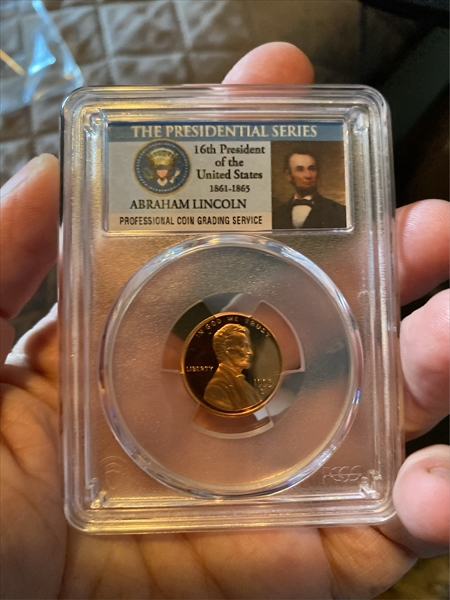 THE PRESIDENTIAL SERIES
16th President
of the
United States
1861-1865
ABRAHAM LINCOLN
PROFESSIONAL COIN GRADING SERVICE
IN GOD WE TRUST
LIBERTY
PCGS